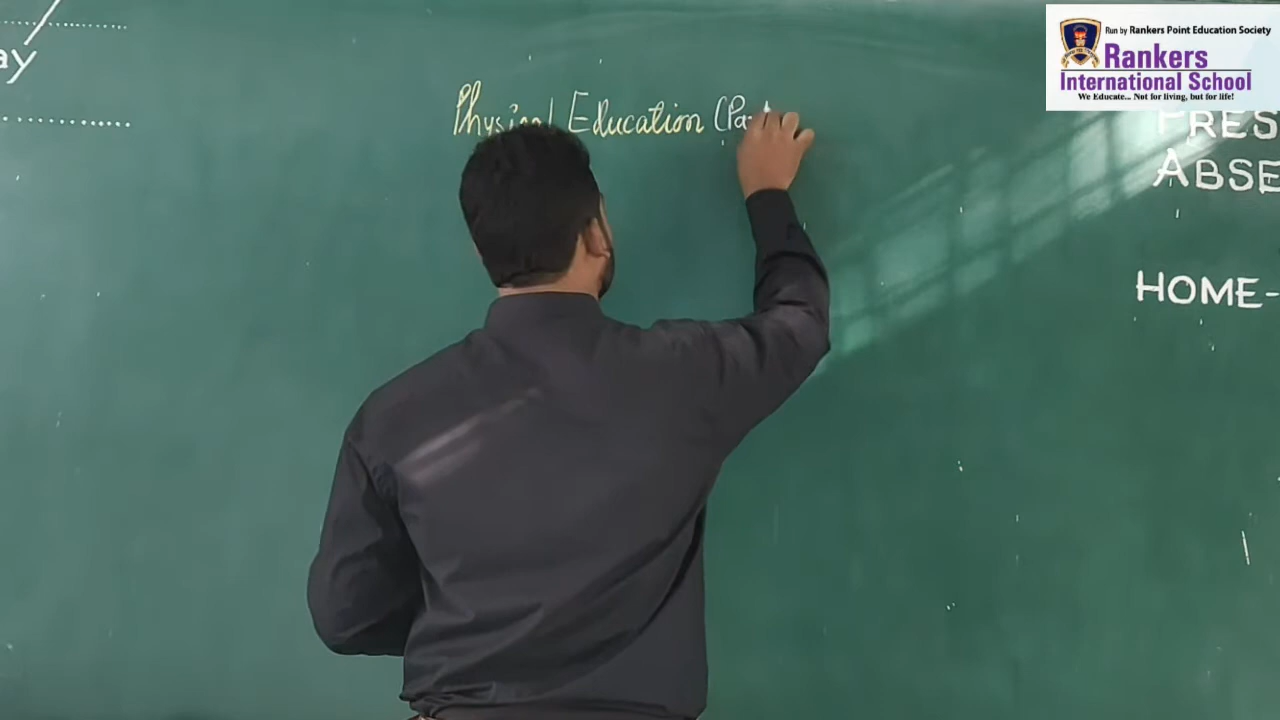 ay
Physical Education (Pa
Run by Rankers Point Education Society
Rankers
International School
We Educate... Not for living, but for life!
PRES
ABSE
HOME-